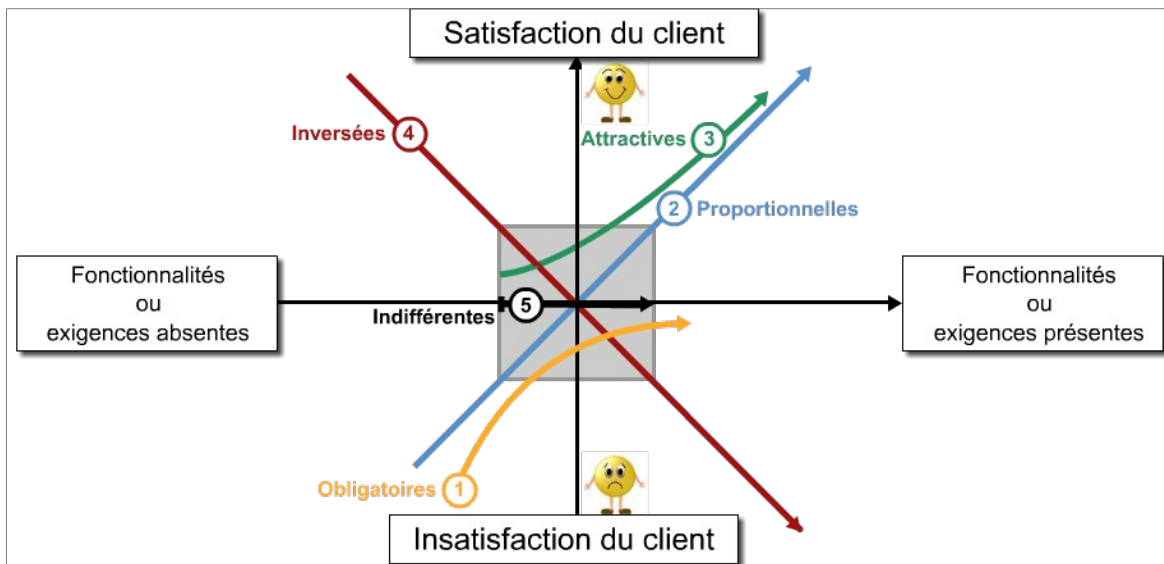 Satisfaction du client
Inversées 4
Attractives 3
2 Proportionnelles
Fonctionnalités
ou
exigences absentes
Indifférentes 5
Fonctionnalités
ou
exigences présentes
Obligatoires 1
Insatisfaction du client